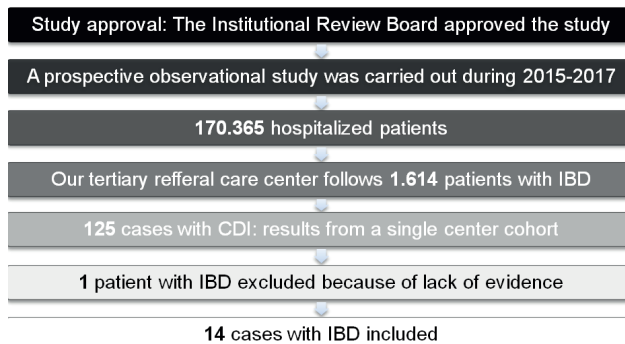 Study approval: The Institutional Review Board approved the study
A prospective observational study was carried out during 2015-2017
170.365 hospitalized patients
Our tertiary refferal care center follows 1.614 patients with IBD
125 cases with CDI: results from a single center cohort
1 patient with IBD excluded because of lack of evidence
14 cases with IBD included